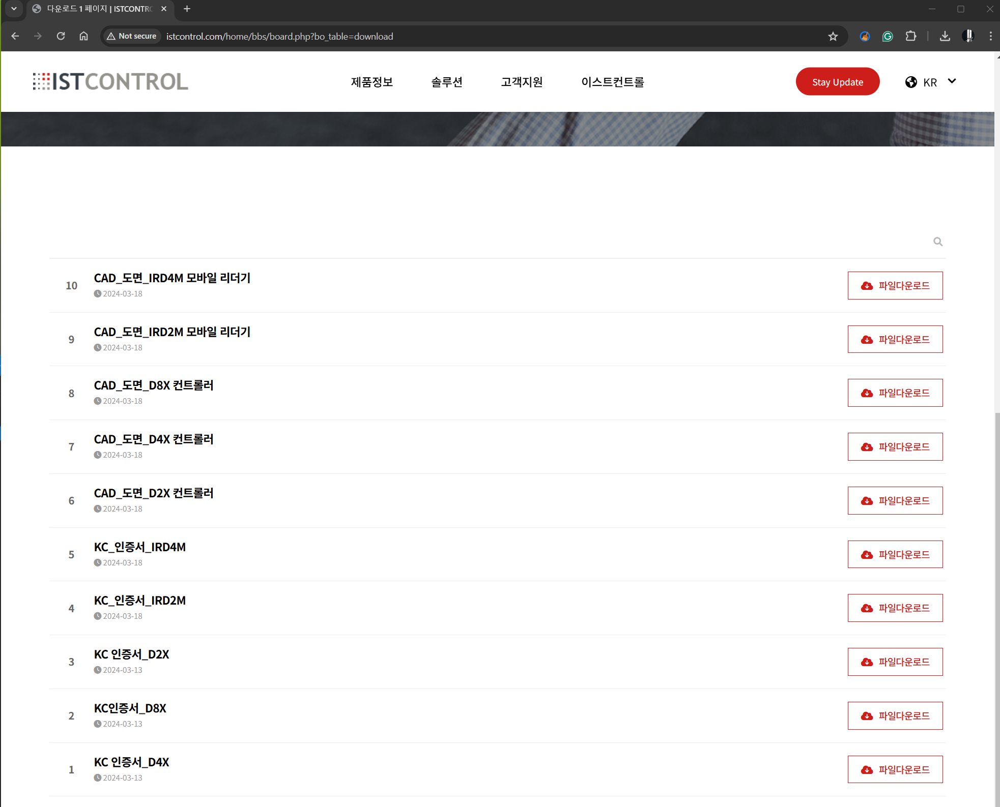 다운로드 1 페이지 | ISTCONTRO
Not secure
istcontrol.com/home/bbs/board.php?bo_table=download
ISTCONTROL
제품정보
솔루션
고객지원
이스트컨트롤
Stay Update
KR
10
CAD_도면_IRD4M 모바일 리더기
2024-03-18
파일다운로드
9
CAD_도면_IRD2M 모바일 리더기
2024-03-18
파일다운로드
8
CAD_도면_D8X 컨트롤러
2024-03-18
파일다운로드
7
CAD_도면_D4X 컨트롤러
2024-03-18
파일다운로드
6
CAD_도면_D2X 컨트롤러
2024-03-18
파일다운로드
5
KC_인증서_IRD4M
2024-03-18
파일다운로드
4
KC_인증서_IRD2M
2024-03-18
파일다운로드
3
KC 인증서_D2X
2024-03-13
파일다운로드
2
KC인증서_D8X
2024-03-13
파일다운로드
1
KC 인증서_D4X
2024-03-13
파일다운로드